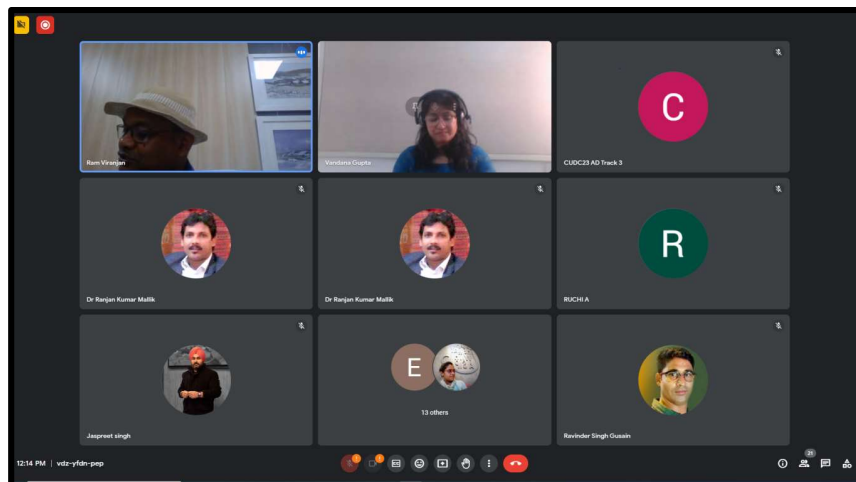 Ram Viranjan
Vandana Gupta
C
CUDC23 AD Track 3
Dr Ranjan Kumar Mallik
Dr Ranjan Kumar Mallik
R
RUCHI A
Jaspreet singh
E
13 others
Ravinder Singh Gusain
12:14 PM | vdz-yfdn-pep
21